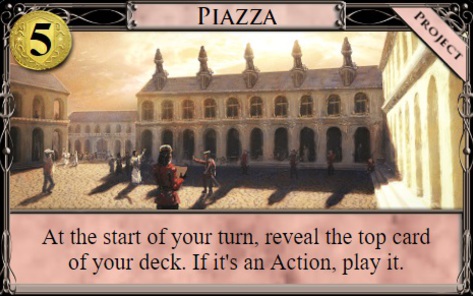 PIAZZA
5
PROJECT
At the start of your turn, reveal the top card
of your deck. If it's an Action, play it.